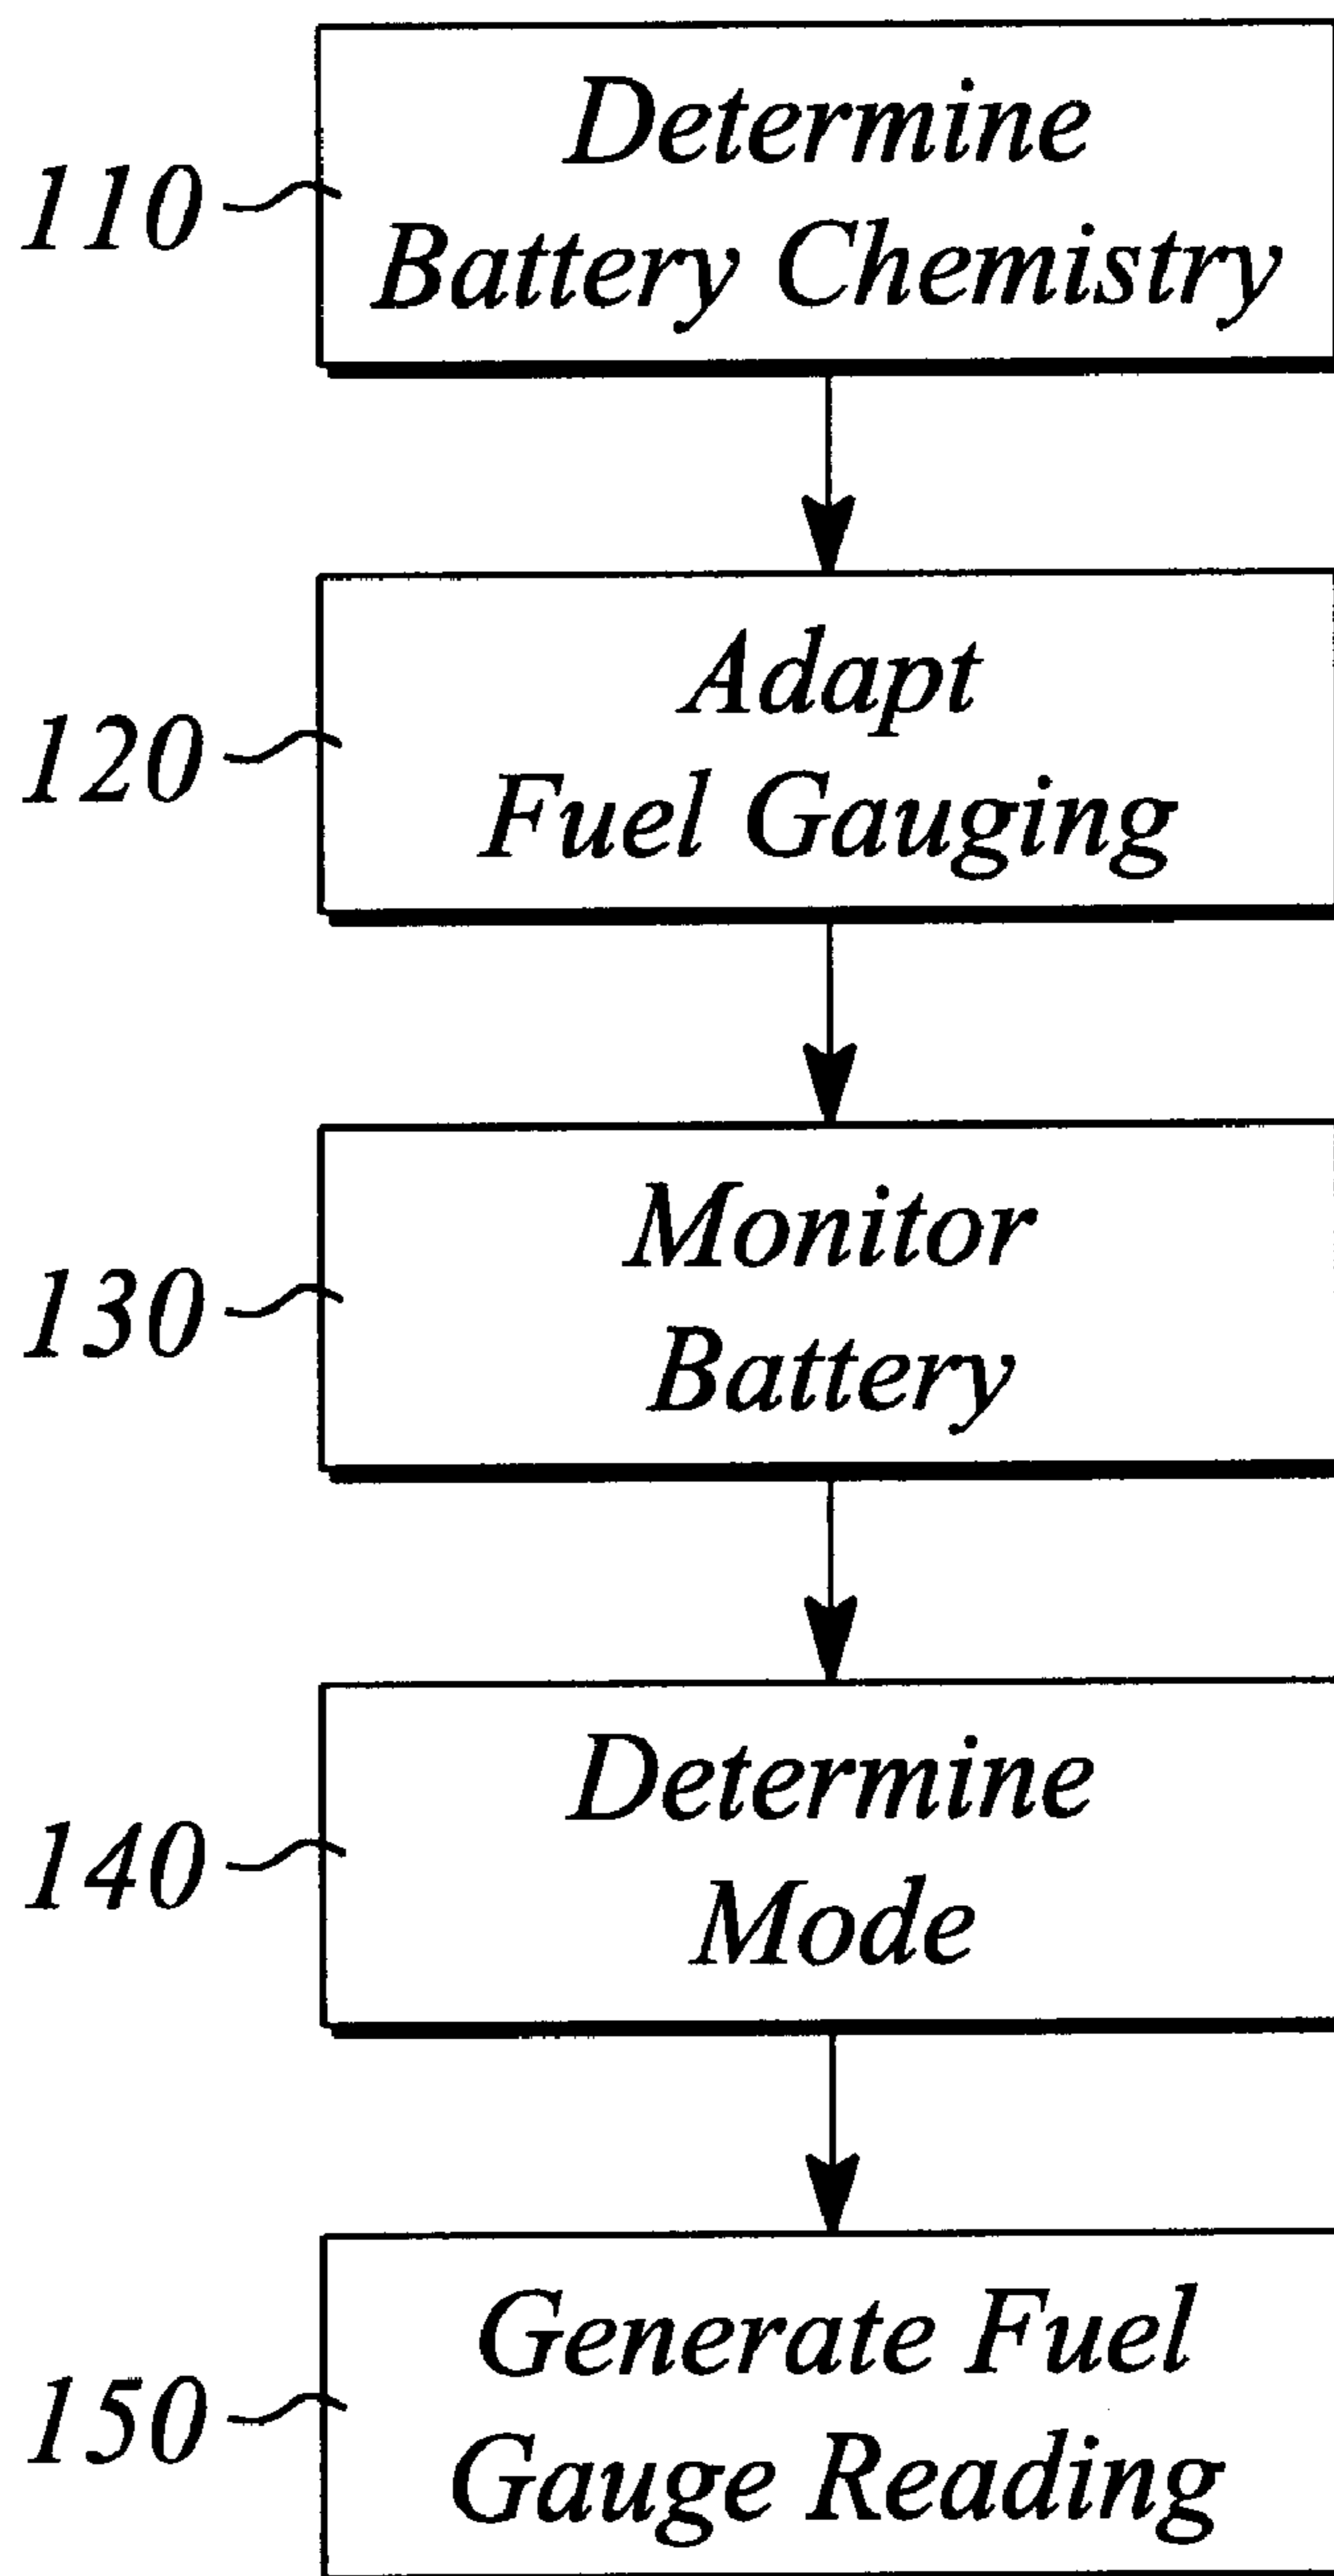 Determine
110 Battery Chemistry
Adapt
120 Fuel Gauging
Monitor
130 Battery
Determine
140 Mode
Generate Fuel
150 Gauge Reading